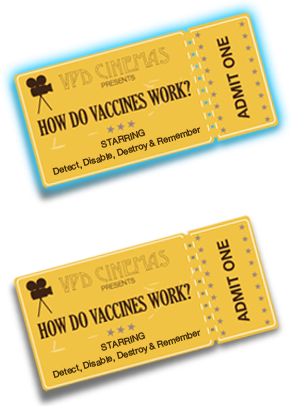 VPD CINEMAS
PRESENTS
HOW DO VACCINES WORK?
STARRING
Detect, Disable, Destroy & Remember
ADMIT ONE
VPD CINEMAS
PRESENTS
HOW DO VACCINES WORK?
STARRING
Detect, Disable, Destroy & Remember
ADMIT ONE